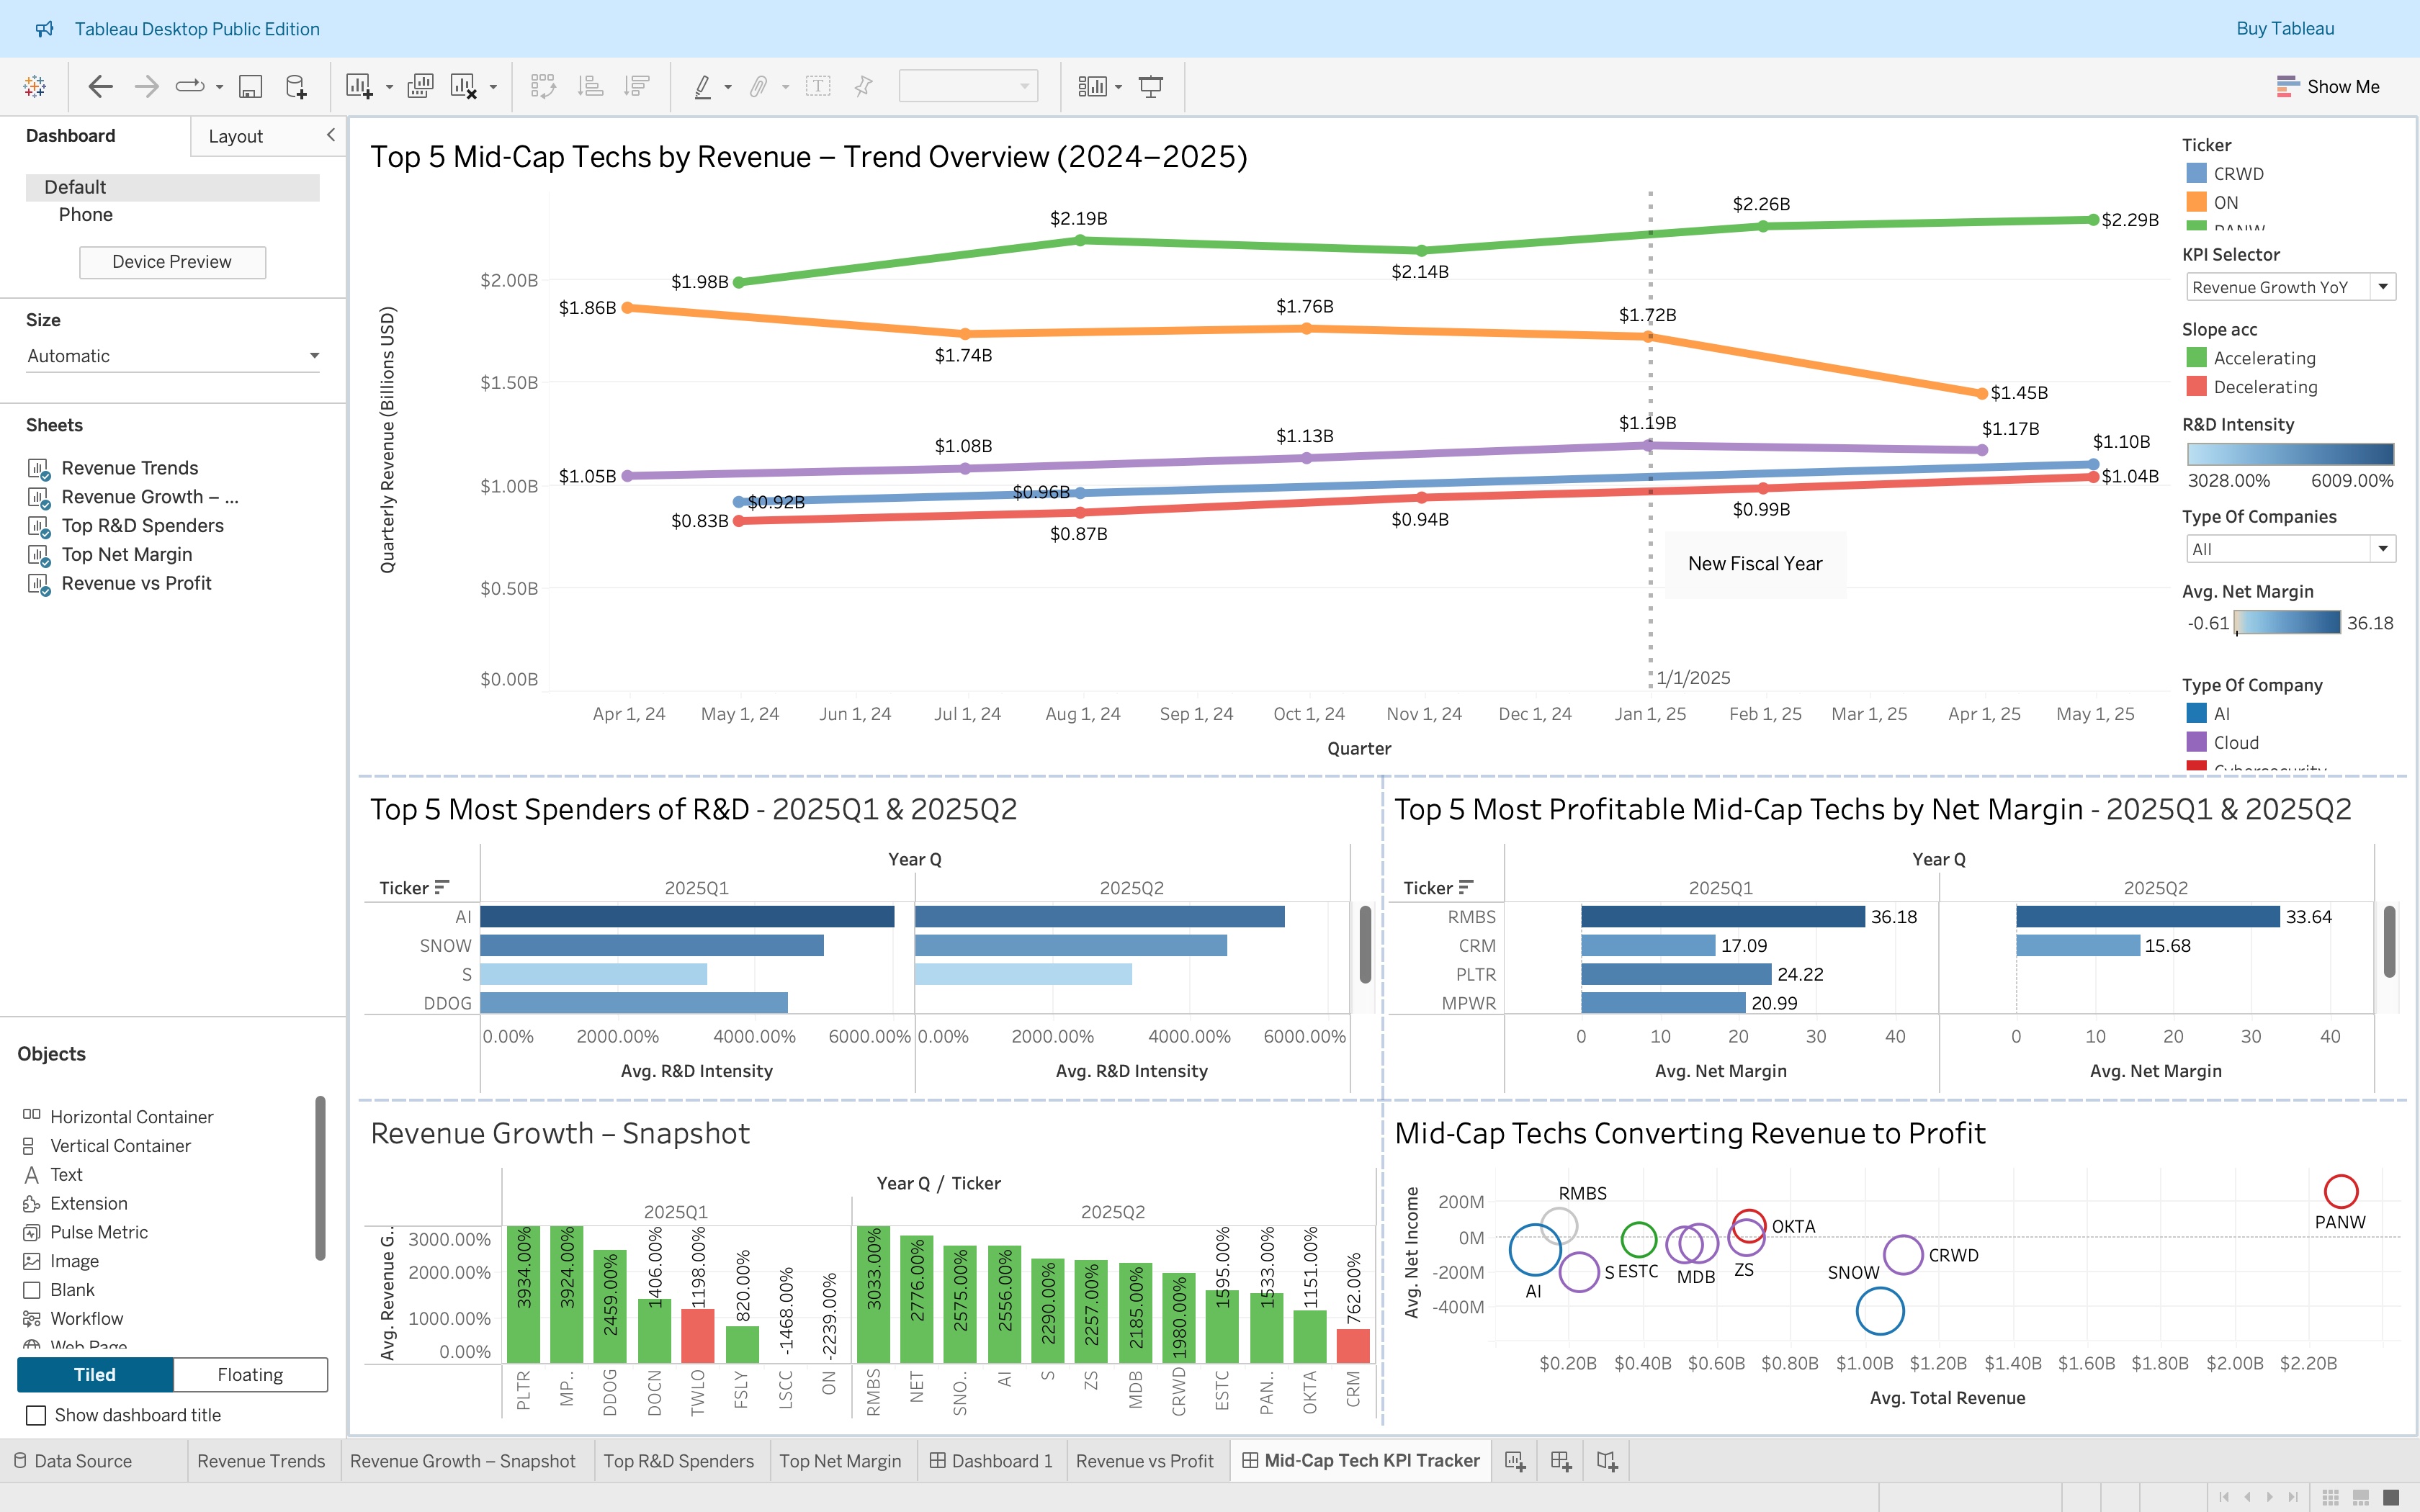 Tableau Desktop Public Edition
Buy Tableau
Show Me
Dashboard
Layout
Default
Phone
Device Preview
Size
Automatic
Sheets
Revenue Trends
Revenue Growth – ...
Top R&D Spenders
Top Net Margin
Revenue vs Profit
Objects
Horizontal Container
Vertical Container
Text
Extension
Pulse Metric
Image
Blank
Workflow
Web Page
Tiled
Floating
Show dashboard title
Top 5 Mid-Cap Techs by Revenue – Trend Overview (2024–2025)
Quarterly Revenue (Billions USD)
$2.00B
$1.50B
$1.00B
$0.50B
$0.00B
$1.98B
$2.19B
$2.14B
$2.26B
$2.29B
$1.86B
$1.74B
$1.76B
$1.72B
$1.45B
$1.05B
$1.08B
$1.13B
$1.19B
$1.17B
$0.92B
$0.96B
$1.10B
$0.83B
$0.87B
$0.94B
$0.99B
$1.04B
New Fiscal Year
1/1/2025
Apr 1, 24 May 1, 24 Jun 1, 24 Jul 1, 24 Aug 1, 24 Sep 1, 24 Oct 1, 24 Nov 1, 24 Dec 1, 24 Jan 1, 25 Feb 1, 25 Mar 1, 25 Apr 1, 25 May 1, 25
Quarter
Ticker
CRWD
ON
PANW
KPI Selector
Revenue Growth YoY
Slope acc
Accelerating
Decelerating
R&D Intensity
3028.00% 6009.00%
Type Of Companies
All
Avg. Net Margin
-0.61 36.18
Type Of Company
AI
Cloud
Cybersecurity
Top 5 Most Spenders of R&D - 2025Q1 & 2025Q2
Year Q
Ticker 2025Q1 2025Q2
AI
SNOW
S
DDOG
0.00% 2000.00% 4000.00% 6000.00% 0.00% 2000.00% 4000.00% 6000.00%
Avg. R&D Intensity Avg. R&D Intensity
Top 5 Most Profitable Mid-Cap Techs by Net Margin - 2025Q1 & 2025Q2
Year Q
Ticker 2025Q1 2025Q2
RMBS 36.18 33.64
CRM 17.09 15.68
PLTR 24.22
MPWR 20.99
0 10 20 30 40 0 10 20 30 40
Avg. Net Margin Avg. Net Margin
Revenue Growth – Snapshot
Year Q / Ticker
2025Q1 2025Q2
Avg. Revenue G..
3000.00%
2000.00%
1000.00%
0.00%
3934.00% 3924.00% 2459.00% 1406.00% 1198.00% 820.00% -1468.00% -2239.00% 3033.00% 2776.00% 2575.00% 2556.00% 2290.00% 2257.00% 2185.00% 1980.00% 1595.00% 1533.00% 1151.00% 762.00%
PLTR MP.. DDOG DOCN TWLO FSLY LSCC ON RMBS NET SNO.. AI S ZS MDB CRWD ESTC PAN.. OKTA CRM
Mid-Cap Techs Converting Revenue to Profit
Avg. Net Income
200M
0M
-200M
-400M
RMBS
AI
S
ESTC
MDB
ZS
OKTA
SNOW
CRWD
PANW
$0.20B $0.40B $0.60B $0.80B $1.00B $1.20B $1.40B $1.60B $1.80B $2.00B $2.20B
Avg. Total Revenue
Data Source
Revenue Trends
Revenue Growth – Snapshot
Top R&D Spenders
Top Net Margin
Dashboard 1
Revenue vs Profit
Mid-Cap Tech KPI Tracker